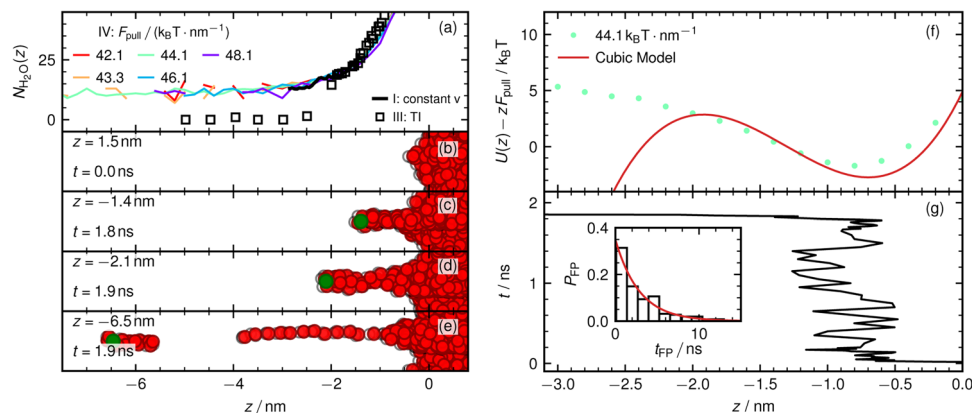 IV: F_pull / (k_BT · nm⁻¹)
42.1
44.1
48.1
43.3
46.1
(a)
I: constant v
III: TI
N_H₂O(z)
25
0
z = 1.5 nm
t = 0.0 ns
(b)
z = −1.4 nm
t = 1.8 ns
(c)
z = −2.1 nm
t = 1.9 ns
(d)
z = −6.5 nm
t = 1.9 ns
(e)
−6
−4
−2
0
z / nm
44.1 k_BT · nm⁻¹
Cubic Model
(f)
U(z) − zF_pull / k_BT
10
5
0
(g)
t / ns
2
1
0
P_FP
0.4
0.2
0.0
0
10
t_FP / ns
−3.0
−2.5
−2.0
−1.5
−1.0
−0.5
0.0
z / nm